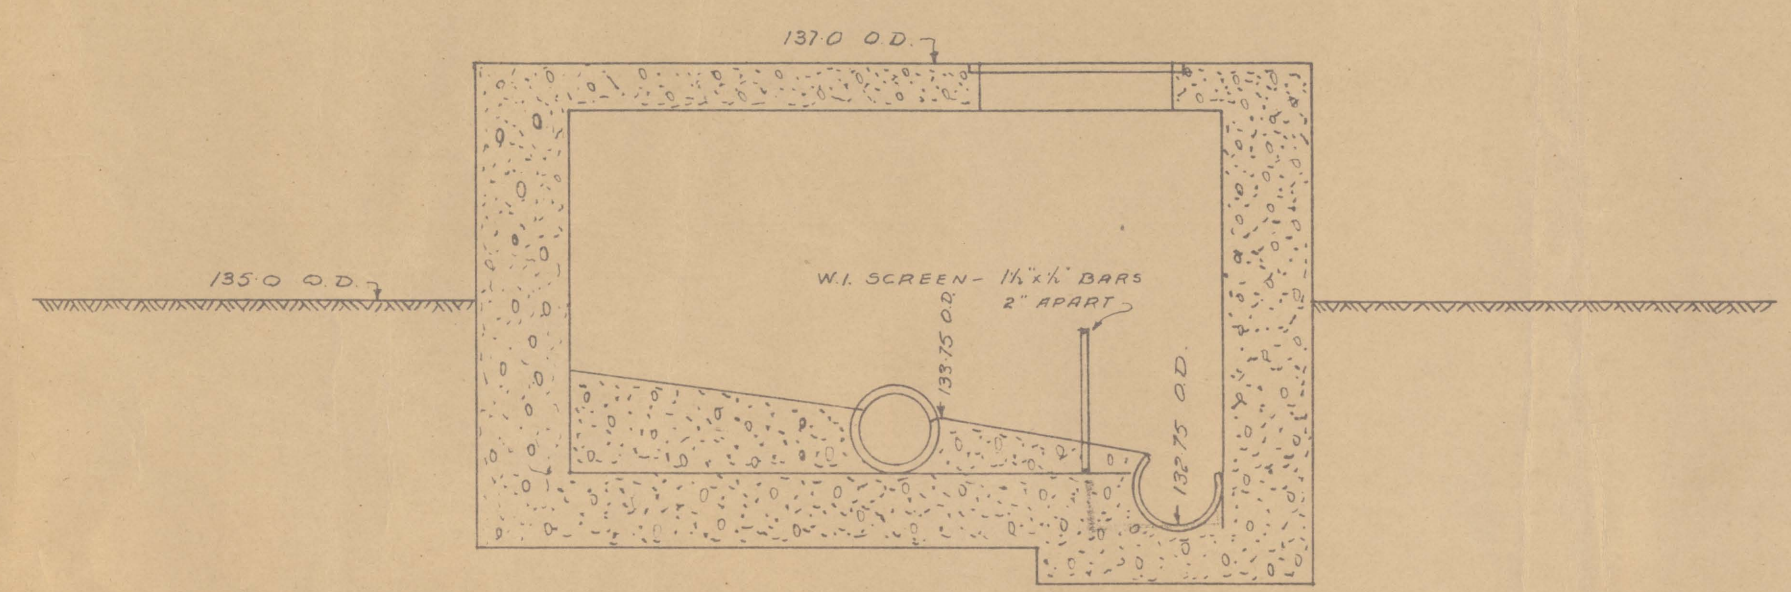 137.0 O.D.
135.0 O.D.
W.I. SCREEN - 1½"x½" BARS
2" APART
133.75 O.D.
132.75 O.D.